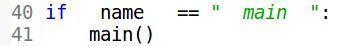 40 if   name   == "  main  ":
41     main()